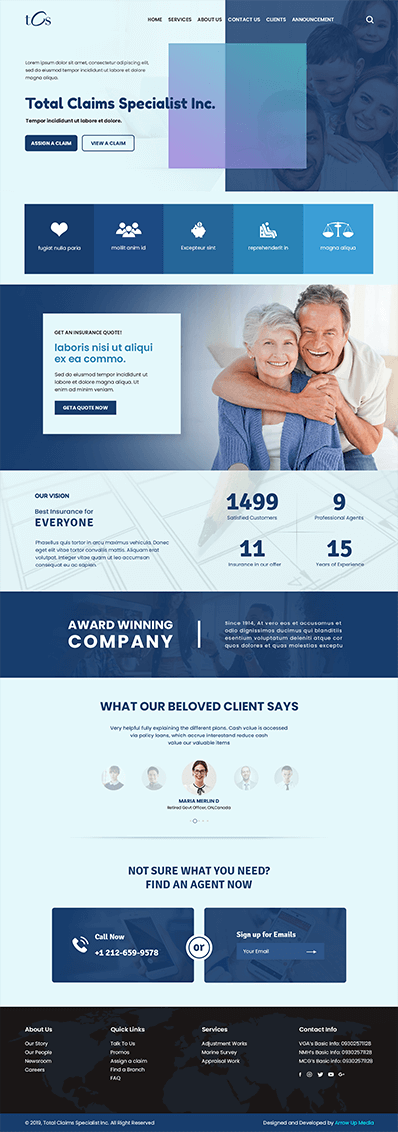 tOs
HOME SERVICES ABOUT US CONTACT US CLIENTS ANNOUNCEMENT
Lorem ipsum dolor sit amet, consectetur adipiscing elit,
sed do eiusmod tempor incididunt ut labore et dolore
magna aliqua.
Total Claims Specialist Inc.
Tempor incididunt ut labore et dolore.
ASSIGN A CLAIM VIEW A CLAIM
fugiat nulla paria mollit anim id Excepteur sint reprehenderit in magna aliqua
GET AN INSURANCE QUOTE!
laboris nisi ut aliqui
ex ea commo.
Sed do eiusmod tempor incididunt ut
labore et dolore magna aliqua. Ut
enim ad minim veniam.
GET A QUOTE NOW
OUR VISION
Best Insurance for
EVERYONE
Phasellus quis tortor in arcu maximus vehicula. Donec
eget elit vitae tortor convallis mattis. Aliquam erat
volutpat. Integer vitae quam ut leo accumsan
consequat eu ac sapien.
1499 9
Satisfied Customers Professional Agents
11 15
Insurance in our offer Years of Experience
AWARD WINNING
COMPANY
Since 1914, At vero eos et accusamus et
odio dignissimos ducimus qui blanditiis
esentium voluptatum deleniti atque cor
quos dolores et quas molestias exceptu
WHAT OUR BELOVED CLIENT SAYS
Very helpful fully explaining the different plans. Cash value is accessed
via policy loans, which accrue interestand reduce cash
value our valuable items
MARIA MERLIN D
Retired Govt Officer, ON,Canada
NOT SURE WHAT YOU NEED?
FIND AN AGENT NOW
Call Now
+1 212-659-9578
or
Sign up for Emails
Your Email
About Us Quick Links Services Contact Info
Our Story Talk To Us Adjustment Works VGA's Basic Info: 09302571128
Our People Promos Marine Survey NMH's Basic Info: 09302571128
Newsroom Assign a claim Appraisal Work MCG's Basic Info: 09302571128
Careers Find a Branch
FAQ
© 2019, Total Claims Specialist Inc. All Right Reserved Designed and Developed by Arrow Up Media